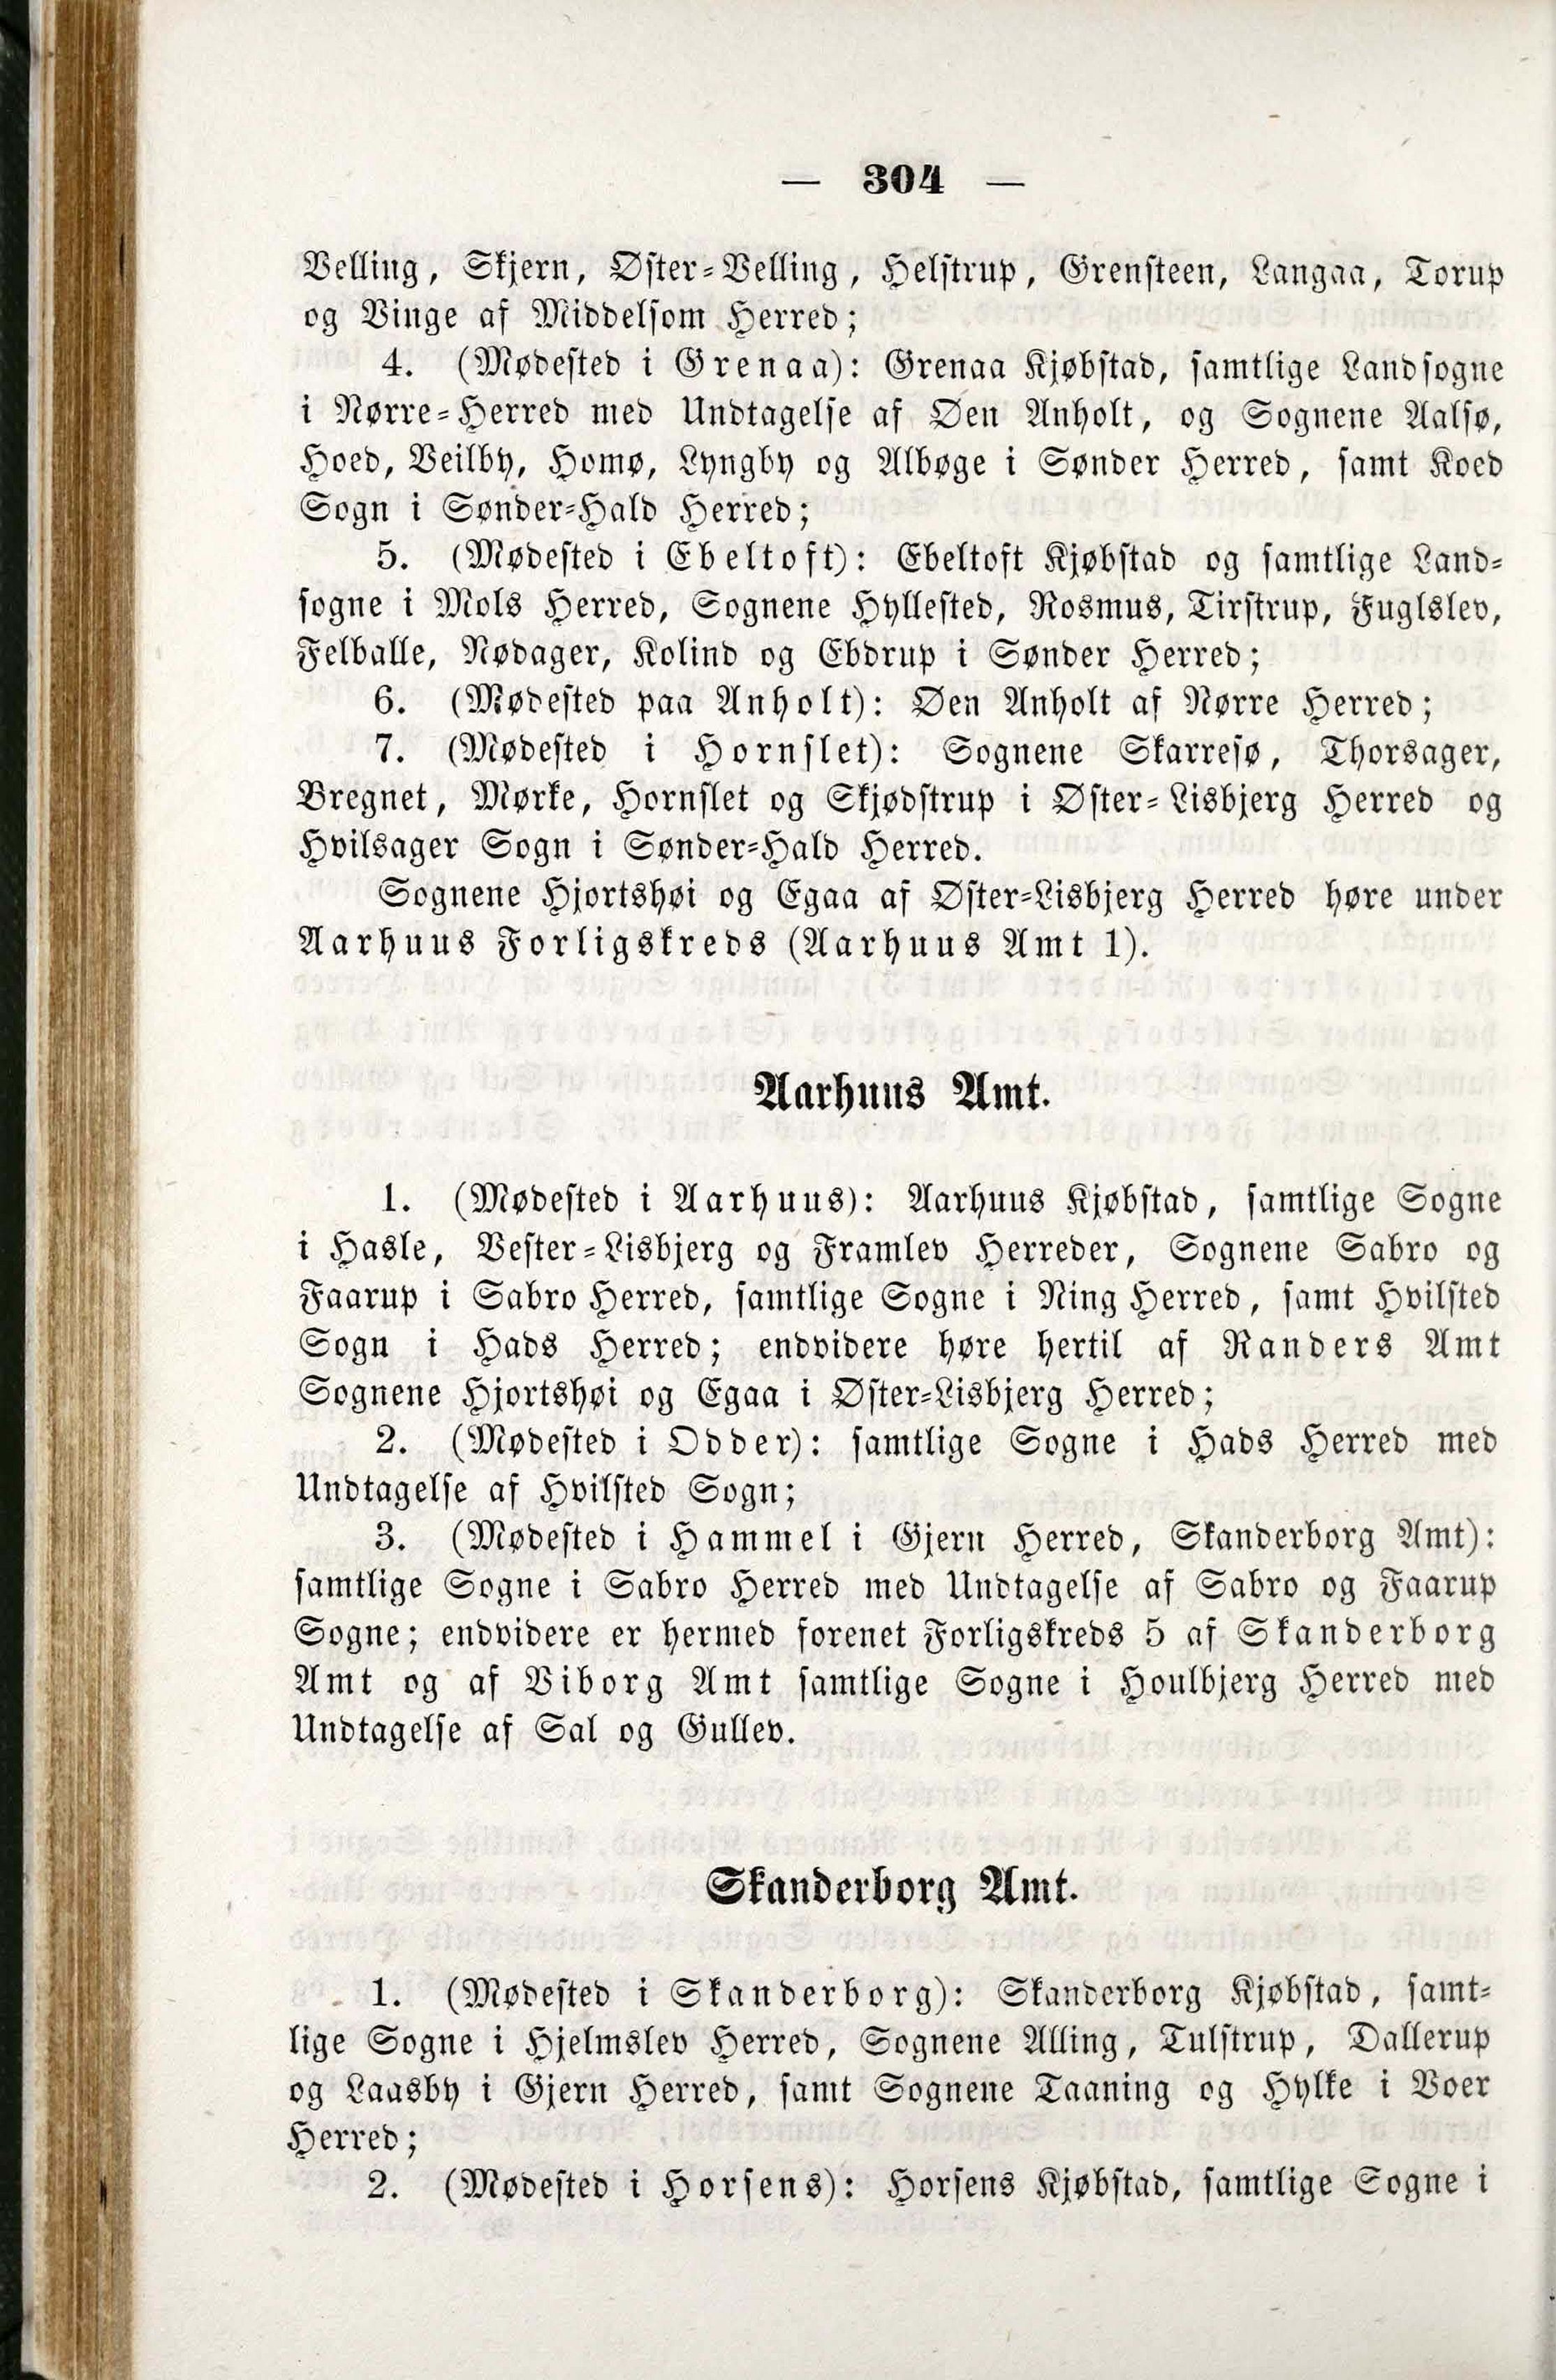 — 304 —
Velling, Skjern, Øster-Velling, Helstrup, Grensteen, Langaa, Torup
og Vinge af Middelsom Herred;
4. (Mødested i Grenaa): Grenaa Kjøbstad, samtlige Landsogne
i Nørre-Herred med Undtagelse af Øen Anholt, og Sognene Aalsø,
Hoed, Veilby, Homø, Lyngby og Albøge i Sønder Herred, samt Koed
Sogn i Sønder-Hald Herred;
5. (Mødested i Ebeltoft): Ebeltoft Kjøbstad og samtlige Land-
sogne i Mols Herred, Sognene Hyllested, Rosmus, Tirstrup, Fuglslev,
Felballe, Nødager, Kolind og Ebdrup i Sønder Herred;
6. (Mødested paa Anholt): Øen Anholt af Nørre Herred;
7. (Mødested i Hornslet): Sognene Skarresø, Thorsager,
Bregnet, Mørke, Hornslet og Skjødstrup i Øster-Lisbjerg Herred og
Hvilsager Sogn i Sønder-Hald Herred.
Sognene Hjortshøi og Egaa af Øster-Lisbjerg Herred høre under
Aarhuus Forligskreds (Aarhuus Amt 1).
Aarhuus Amt.
1. (Mødested i Aarhuus): Aarhuus Kjøbstad, samtlige Sogne
i Hasle, Vester-Lisbjerg og Framlev Herreder, Sognene Sabro og
Faarup i Sabro Herred, samtlige Sogne i Ning Herred, samt Hvilsted
Sogn i Hads Herred; endvidere høre hertil af Randers Amt
Sognene Hjortshøi og Egaa i Øster-Lisbjerg Herred;
2. (Mødested i Odder): samtlige Sogne i Hads Herred med
Undtagelse af Hvilsted Sogn;
3. (Mødested i Hammel i Gjern Herred, Skanderborg Amt):
samtlige Sogne i Sabro Herred med Undtagelse af Sabro og Faarup
Sogne; endvidere er hermed forenet Forligskreds 5 af Skanderborg
Amt og af Viborg Amt samtlige Sogne i Houlbjerg Herred med
Undtagelse af Sal og Gullev.
Skanderborg Amt.
1. (Mødested i Skanderborg): Skanderborg Kjøbstad, samt-
lige Sogne i Hjelmslev Herred, Sognene Alling, Tulstrup, Dallerup
og Laasby i Gjern Herred, samt Sognene Taaning og Hylke i Voer
Herred;
2. (Mødested i Horsens): Horsens Kjøbstad, samtlige Sogne i